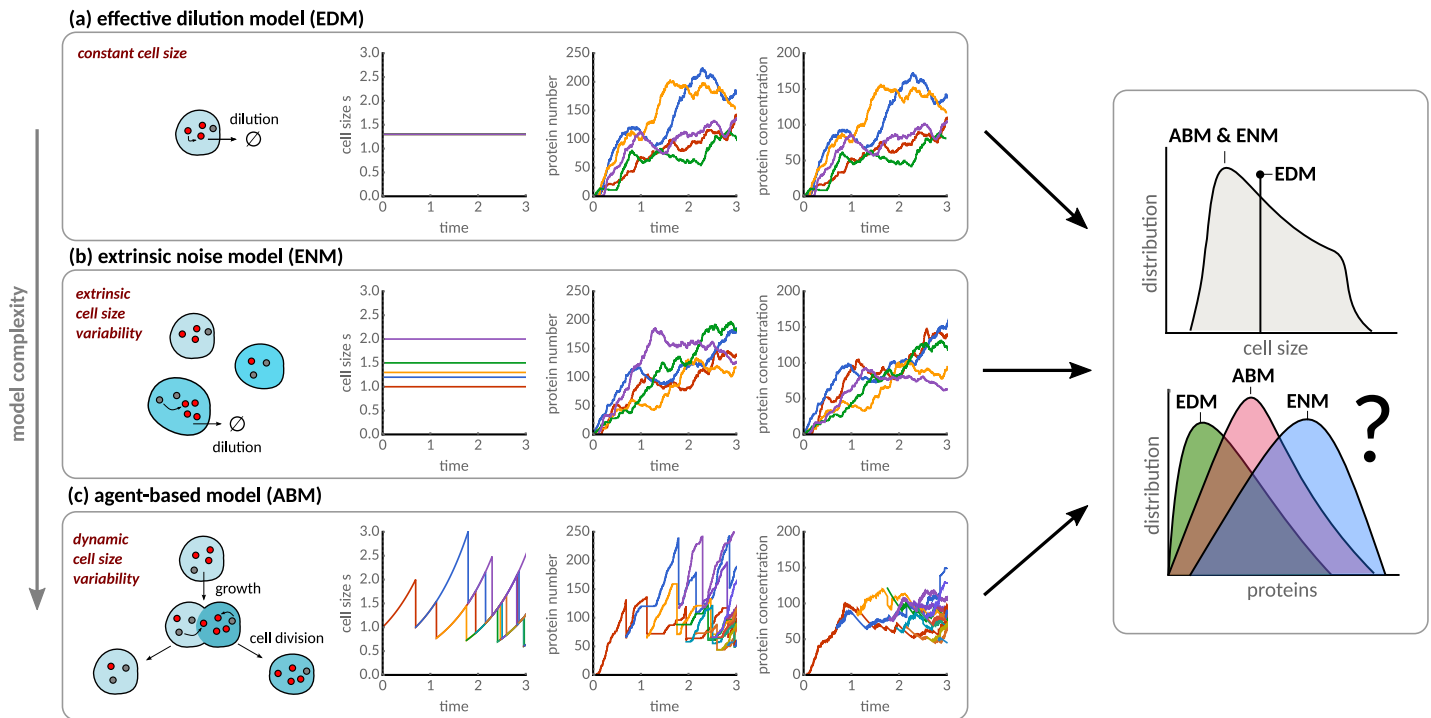 (a) effective dilution model (EDM)
constant cell size
dilution
∅
cell size s
3.0
2.5
2.0
1.5
1.0
0.5
0.0
0 1 2 3
time
protein number
250
200
150
100
50
0
0 1 2 3
time
protein concentration
200
150
100
50
0
0 1 2 3
time
model complexity
(b) extrinsic noise model (ENM)
extrinsic
cell size
variability
∅
dilution
cell size s
3.0
2.5
2.0
1.5
1.0
0.5
0.0
0 1 2 3
time
protein number
250
200
150
100
50
0
0 1 2 3
time
protein concentration
200
150
100
50
0
0 1 2 3
time
(c) agent-based model (ABM)
dynamic
cell size
variability
growth
cell division
cell size s
3.0
2.5
2.0
1.5
1.0
0.5
0.0
0 1 2 3
time
protein number
250
200
150
100
50
0
0 1 2 3
time
protein concentration
200
150
100
50
0
0 1 2 3
time
ABM & ENM
EDM
distribution
cell size
ABM
EDM
ENM
?
distribution
proteins